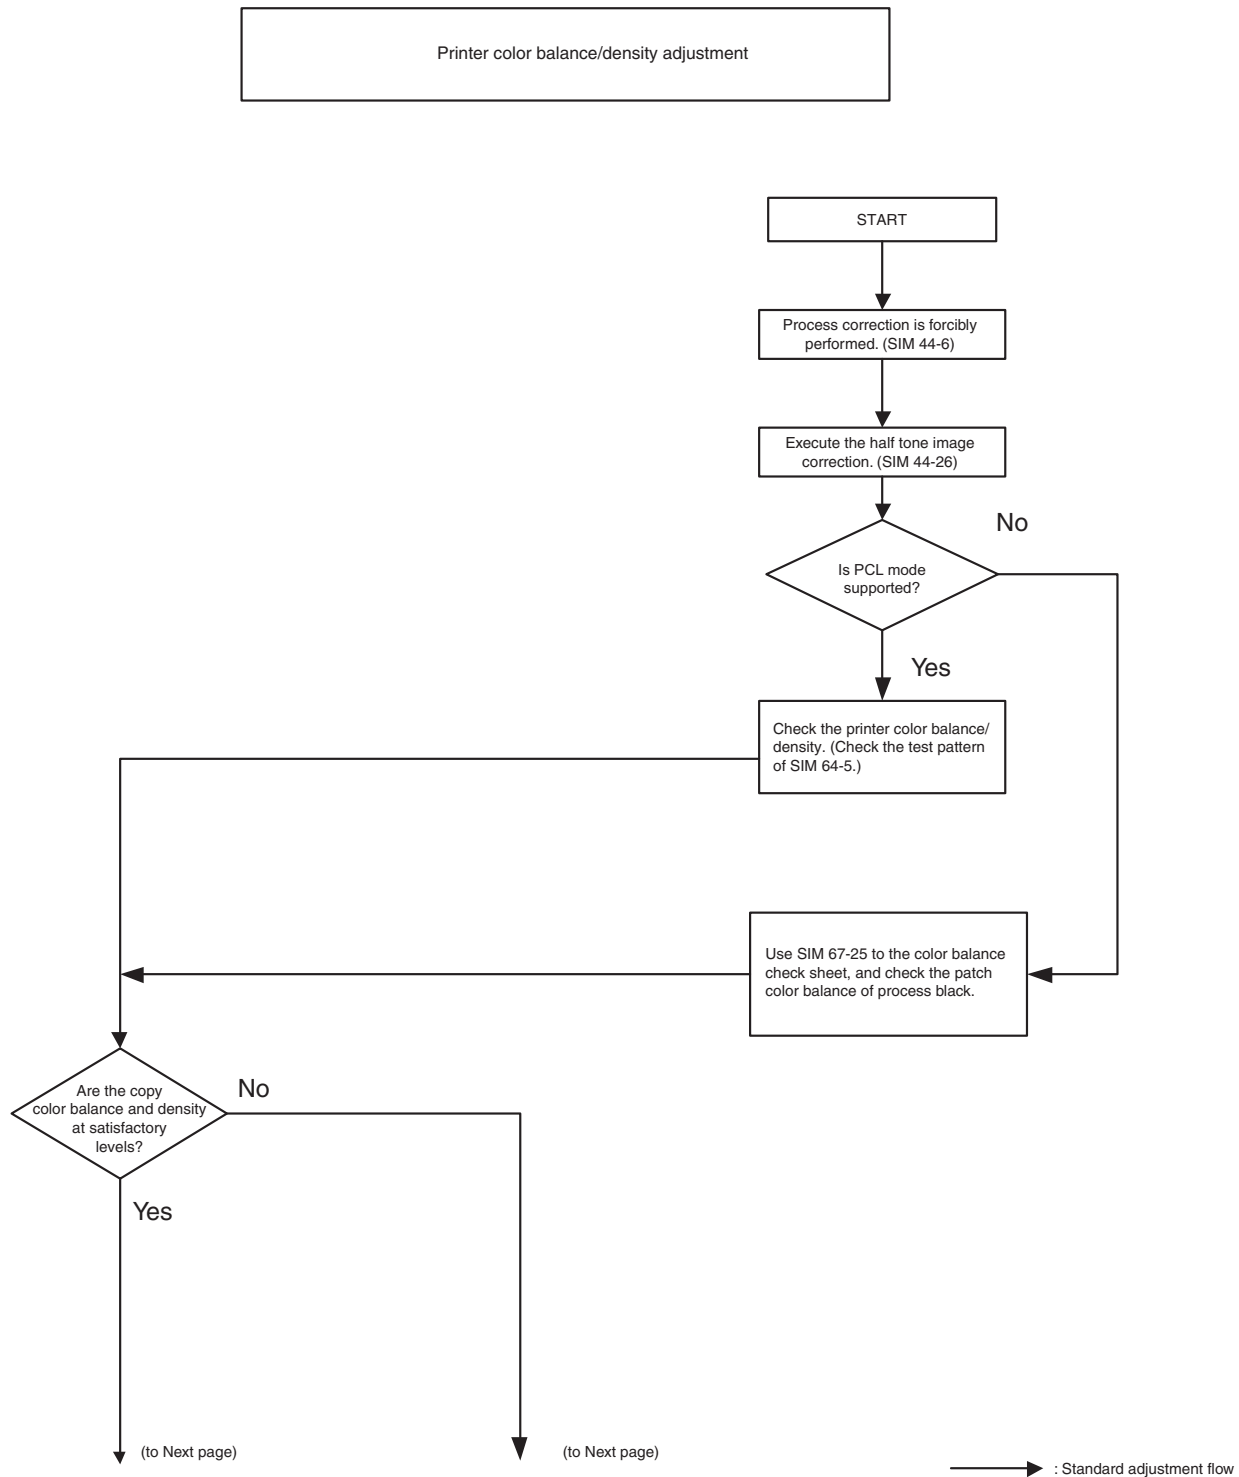 Printer color balance/density adjustment
START
Process correction is forcibly
performed. (SIM 44-6)
Execute the half tone image
correction. (SIM 44-26)
No
Is PCL mode
supported?
Yes
Check the printer color balance/
density. (Check the test pattern
of SIM 64-5.)
Use SIM 67-25 to the color balance
check sheet, and check the patch
color balance of process black.
No
Are the copy
color balance and density
at satisfactory
levels?
Yes
(to Next page)
(to Next page)
: Standard adjustment flow